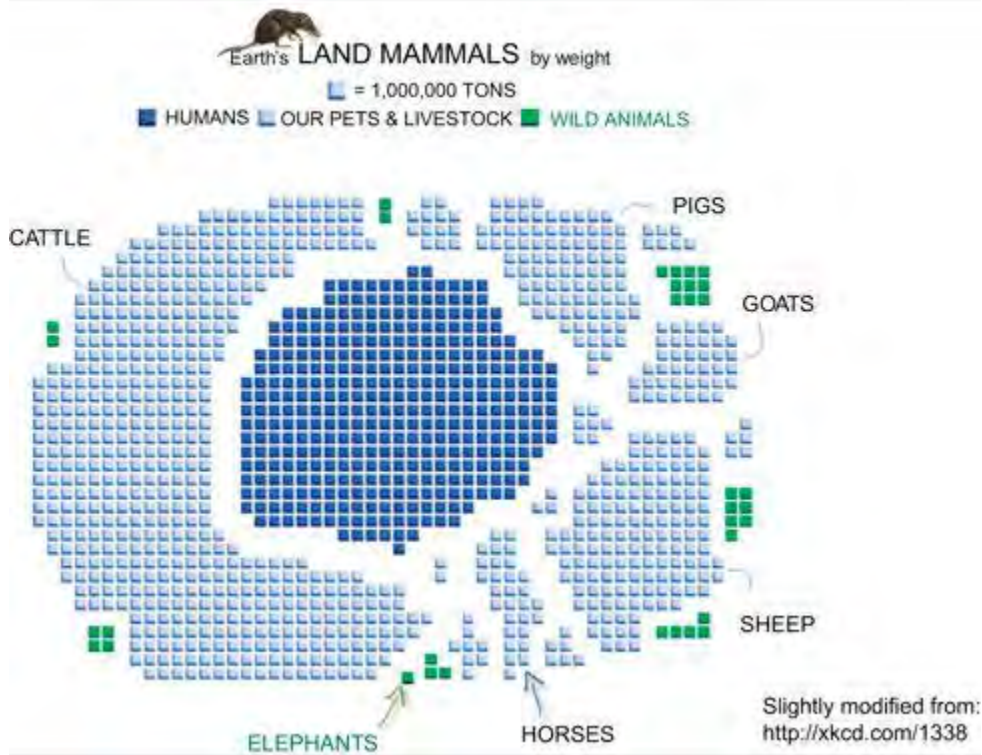 Earth's LAND MAMMALS by weight
= 1,000,000 TONS
HUMANS OUR PETS & LIVESTOCK WILD ANIMALS
PIGS
CATTLE
GOATS
SHEEP
ELEPHANTS
HORSES
Slightly modified from:
http://xkcd.com/1338